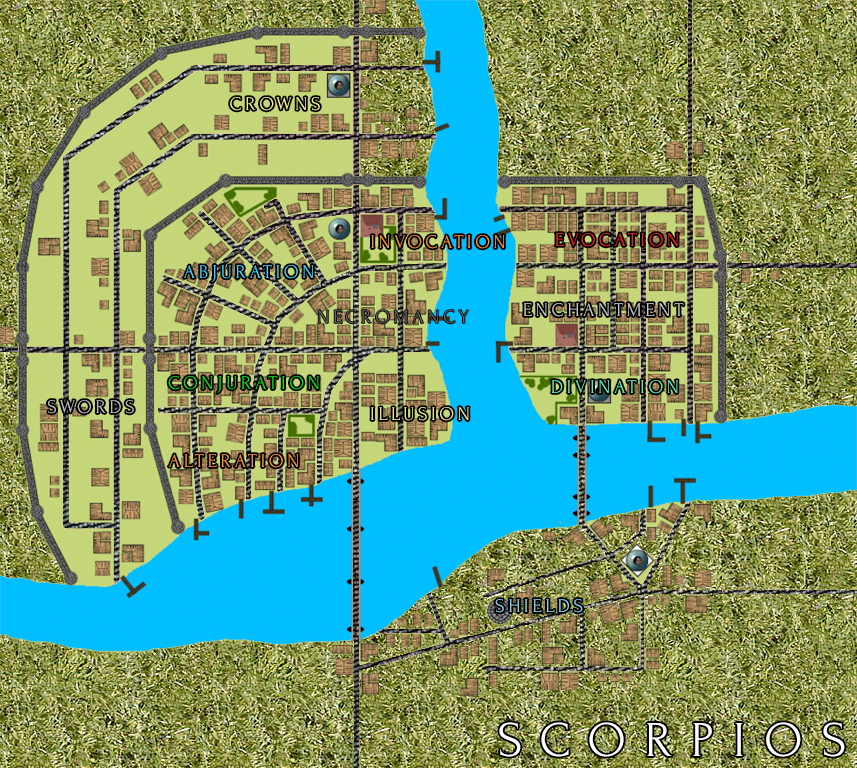 CROWNS
INVOCATION
EVOCATION
ABJURATION
NECROMANCY
ENCHANTMENT
CONJURATION
DIVINATION
SWORDS
ILLUSION
ALTERATION
SHIELDS
SCORPIOS